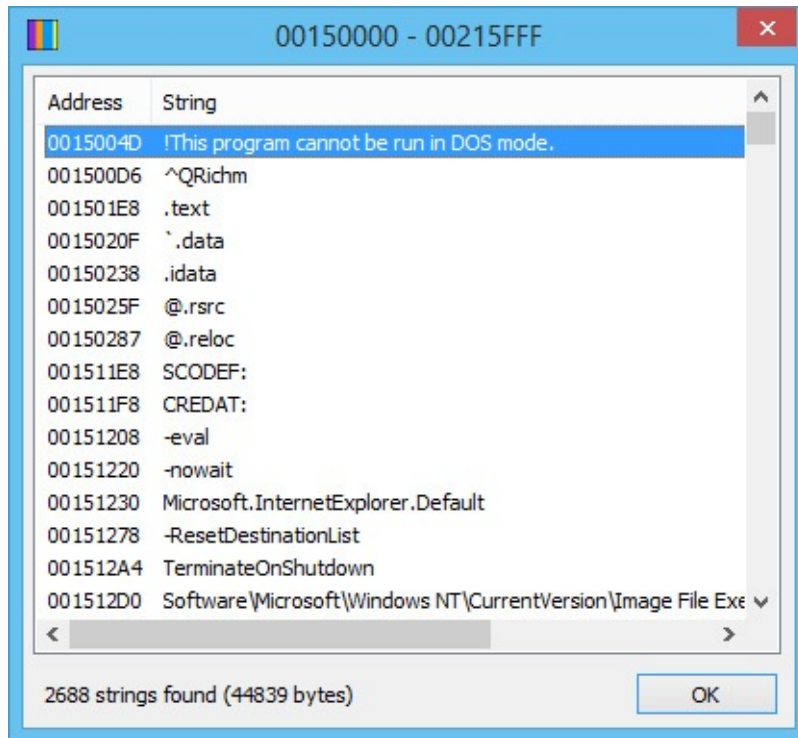 00150000 - 00215FFF
Address String
0015004D !This program cannot be run in DOS mode.
001500D6 ^QRichm
001501E8 .text
0015020F `.data
00150238 .idata
0015025F @.rsrc
00150287 @.reloc
001511E8 SCODEF:
001511F8 CREDAT:
00151208 -eval
00151220 -nowait
00151230 Microsoft.InternetExplorer.Default
00151278 -ResetDestinationList
001512A4 TerminateOnShutdown
001512D0 Software\Microsoft\Windows NT\CurrentVersion\Image File Exe
2688 strings found (44839 bytes)
OK